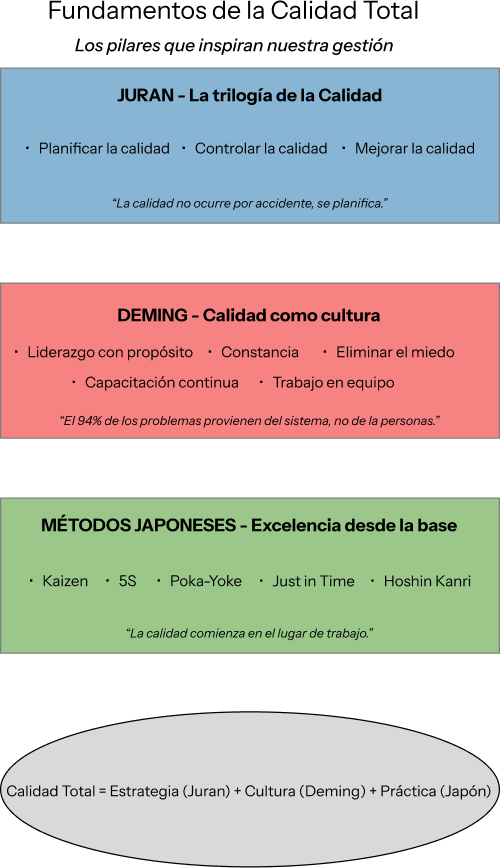 Fundamentos de la Calidad Total
Los pilares que inspiran nuestra gestión
JURAN - La trilogía de la Calidad
· Planificar la calidad · Controlar la calidad · Mejorar la calidad
“La calidad no ocurre por accidente, se planifica.”
DEMING - Calidad como cultura
· Liderazgo con propósito · Constancia · Eliminar el miedo
· Capacitación continua · Trabajo en equipo
“El 94% de los problemas provienen del sistema, no de la personas.”
MÉTODOS JAPONESES - Excelencia desde la base
· Kaizen · 5S · Poka-Yoke · Just in Time · Hoshin Kanri
“La calidad comienza en el lugar de trabajo.”
Calidad Total = Estrategia (Juran) + Cultura (Deming) + Práctica (Japón)